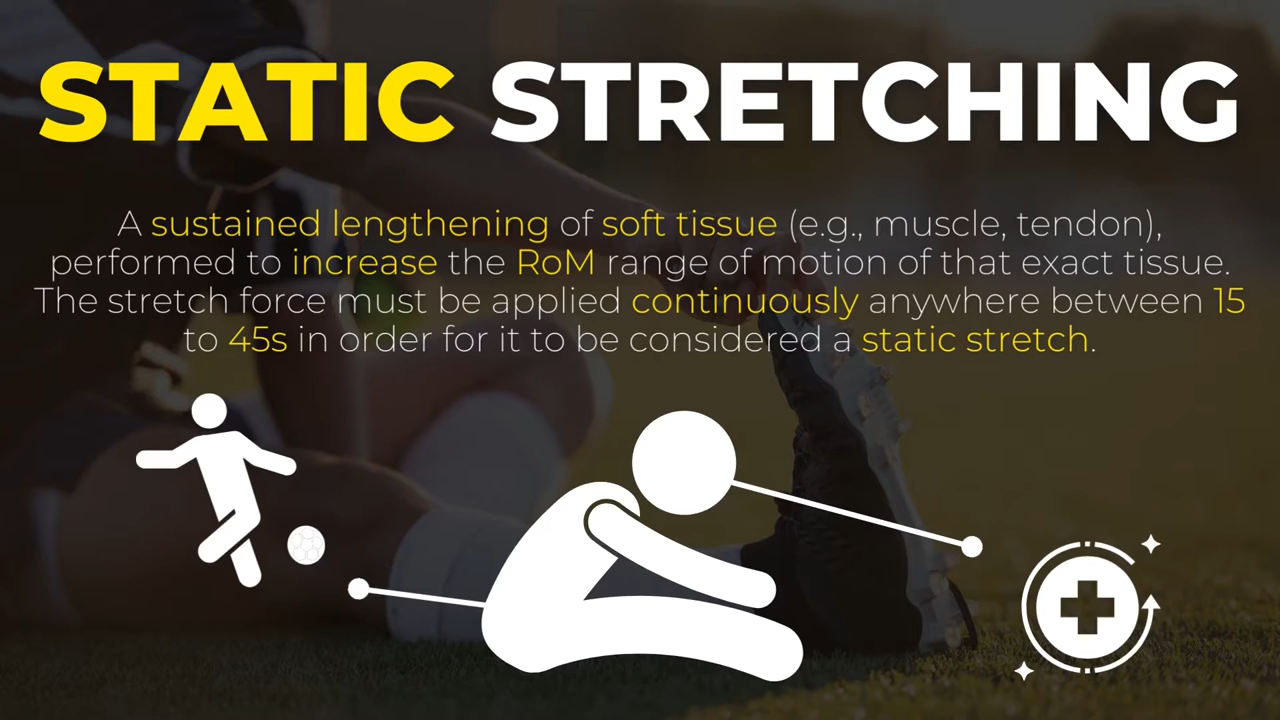 STATIC STRETCHING
A sustained lengthening of soft tissue (e.g., muscle, tendon),
performed to increase the RoM range of motion of that exact tissue.
The stretch force must be applied continuously anywhere between 15
to 45s in order for it to be considered a static stretch.